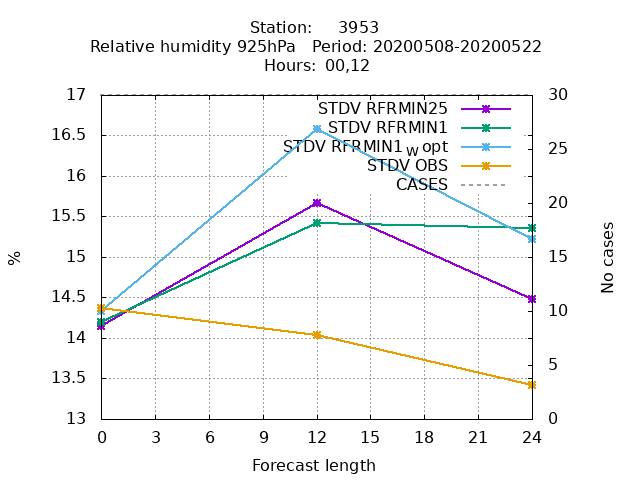 Station: 3953
Relative humidity 925hPa Period: 20200508-20200522
Hours: 00,12
17
16.5
16
15.5
15
14.5
14
13.5
13
%
30
25
20
15
10
5
0
No cases
STDV RFRMIN25
STDV RFRMIN1
STDV RFRMIN1 w opt
STDV OBS
CASES
0 3 6 9 12 15 18 21 24
Forecast length